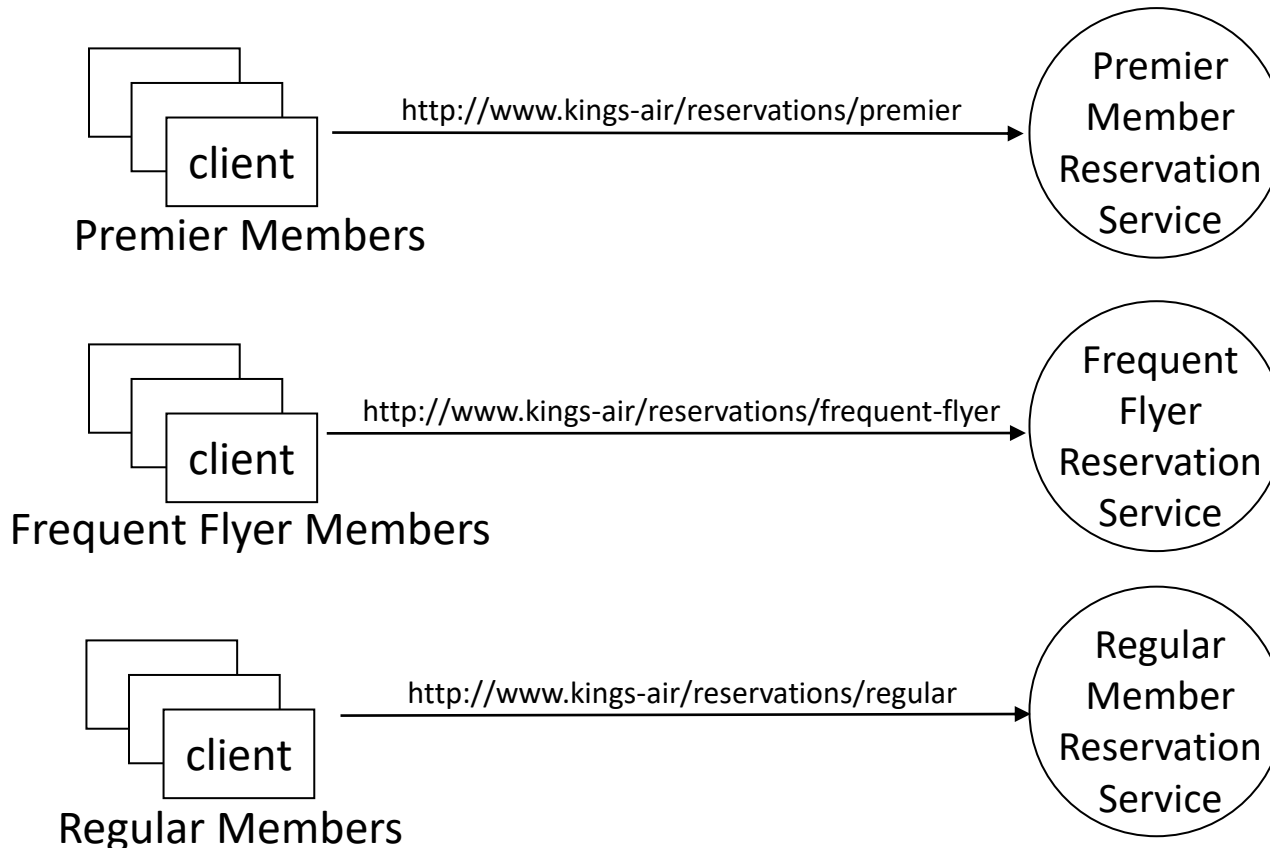 client
Premier Members
http://www.kings-air/reservations/premier
Premier
Member
Reservation
Service
client
Frequent Flyer Members
http://www.kings-air/reservations/frequent-flyer
Frequent
Flyer
Reservation
Service
client
Regular Members
http://www.kings-air/reservations/regular
Regular
Member
Reservation
Service